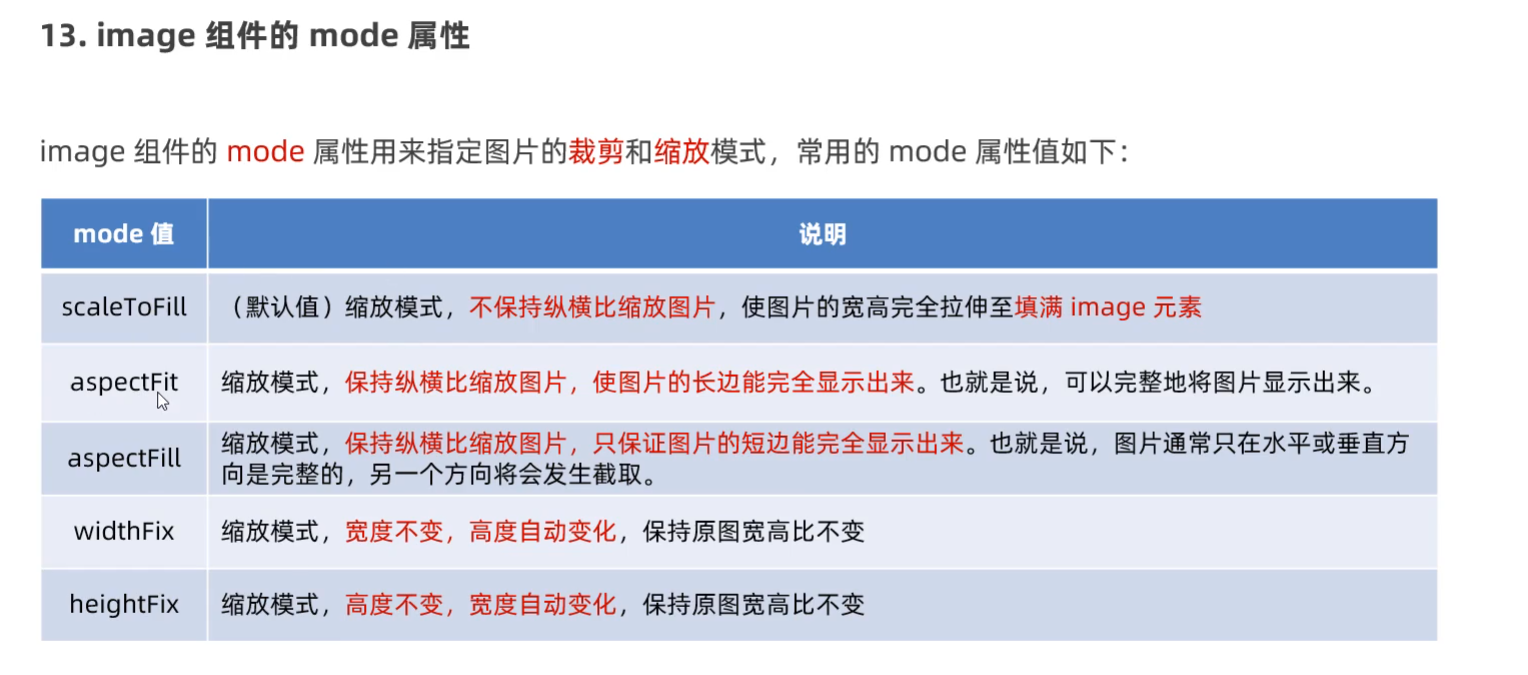 13. image 组件的 mode 属性
image 组件的 mode 属性用来指定图片的裁剪和缩放模式，常用的 mode 属性值如下：
mode 值 说明
scaleToFill （默认值）缩放模式，不保持纵横比缩放图片，使图片的宽高完全拉伸至填满 image 元素
aspectFit 缩放模式，保持纵横比缩放图片，使图片的长边能完全显示出来。也就是说，可以完整地将图片显示出来。
aspectFill 缩放模式，保持纵横比缩放图片，只保证图片的短边能完全显示出来。也就是说，图片通常只在水平或垂直方
向是完整的，另一个方向将会发生截取。
widthFix 缩放模式，宽度不变，高度自动变化，保持原图宽高比不变
heightFix 缩放模式，高度不变，宽度自动变化，保持原图宽高比不变